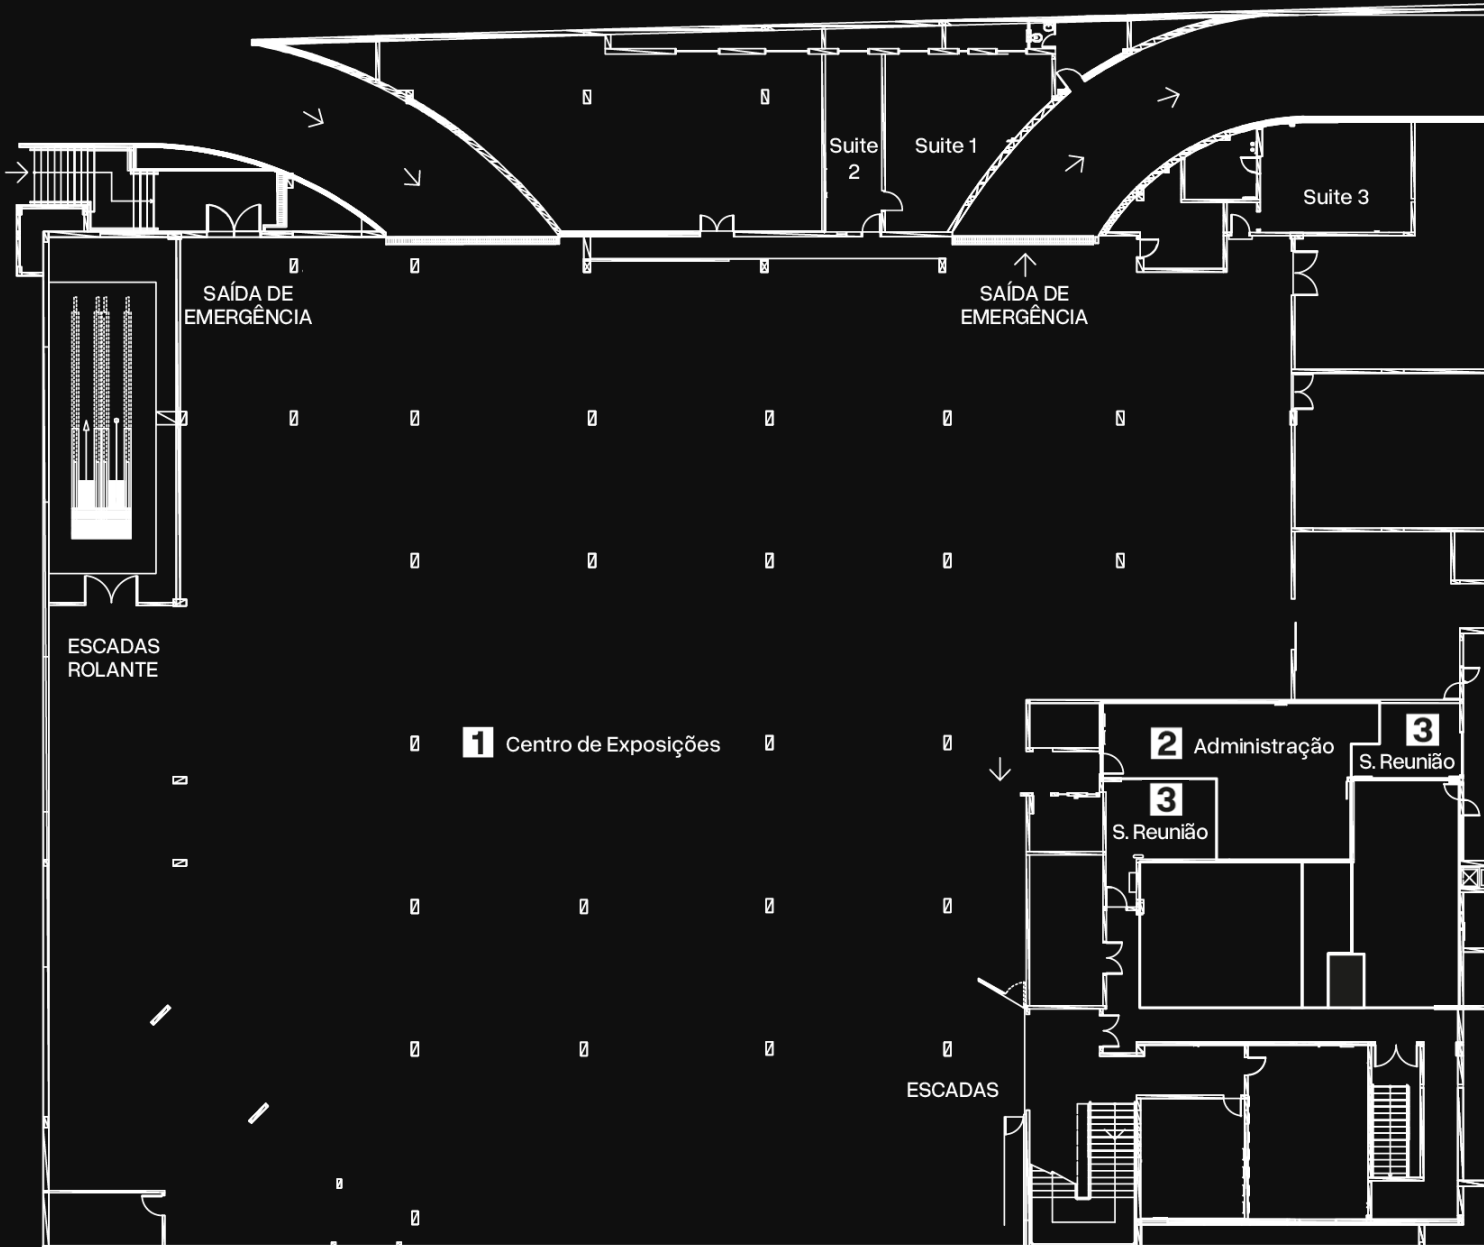 Suite
2
Suite 1
Suite 3
SAÍDA DE
EMERGÊNCIA
SAÍDA DE
EMERGÊNCIA
ESCADAS
ROLANTE
1 Centro de Exposições
2 Administração
3
S. Reunião
3
S. Reunião
ESCADAS